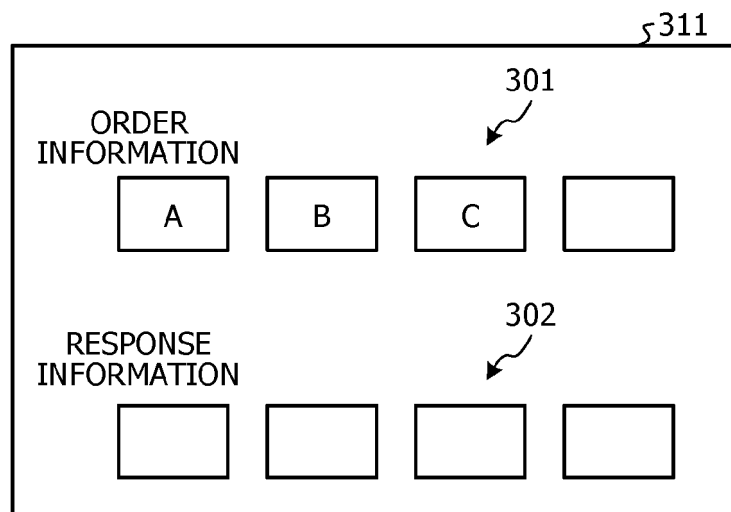 311
301
ORDER
INFORMATION
A B C
302
RESPONSE
INFORMATION